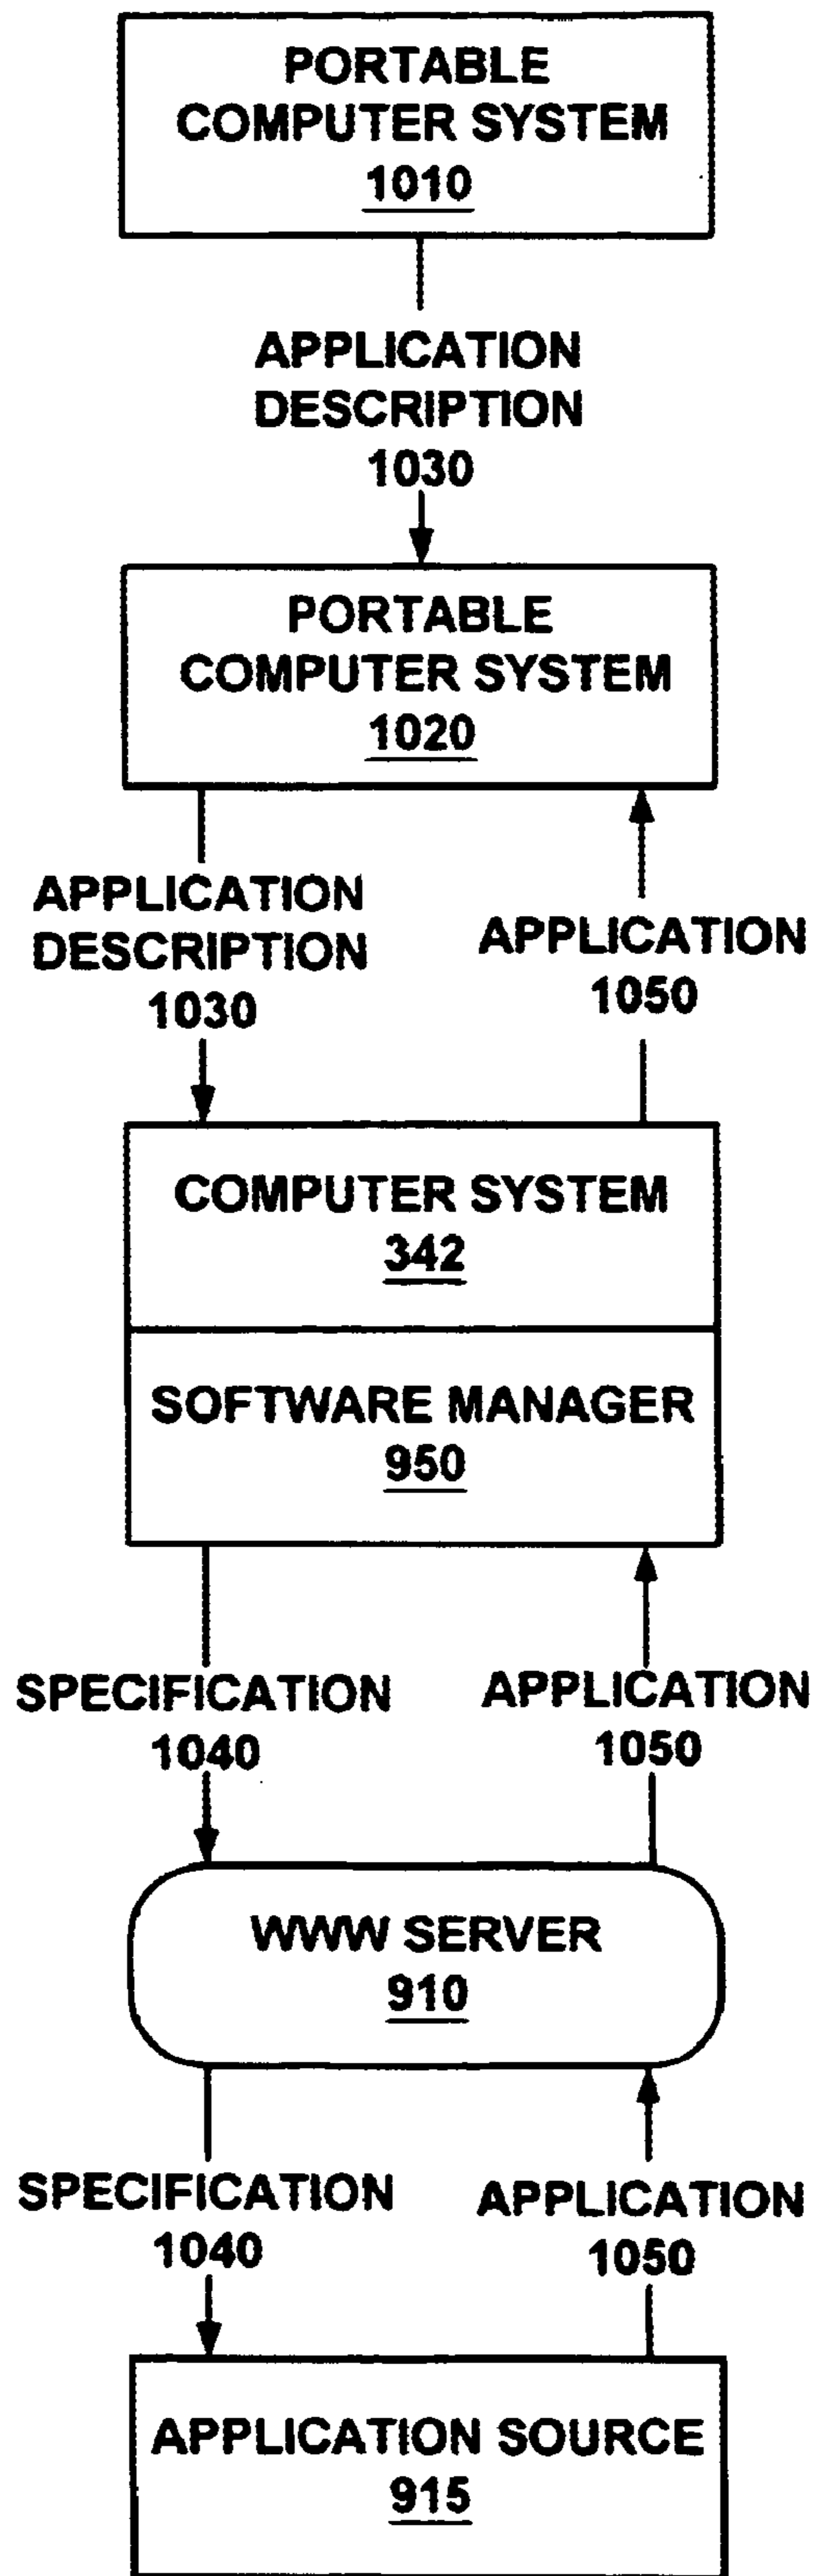 PORTABLE
COMPUTER SYSTEM
1010
APPLICATION
DESCRIPTION
1030
PORTABLE
COMPUTER SYSTEM
1020
APPLICATION
DESCRIPTION
1030
APPLICATION
1050
COMPUTER SYSTEM
342
SOFTWARE MANAGER
950
SPECIFICATION
1040
APPLICATION
1050
WWW SERVER
910
SPECIFICATION
1040
APPLICATION
1050
APPLICATION SOURCE
915